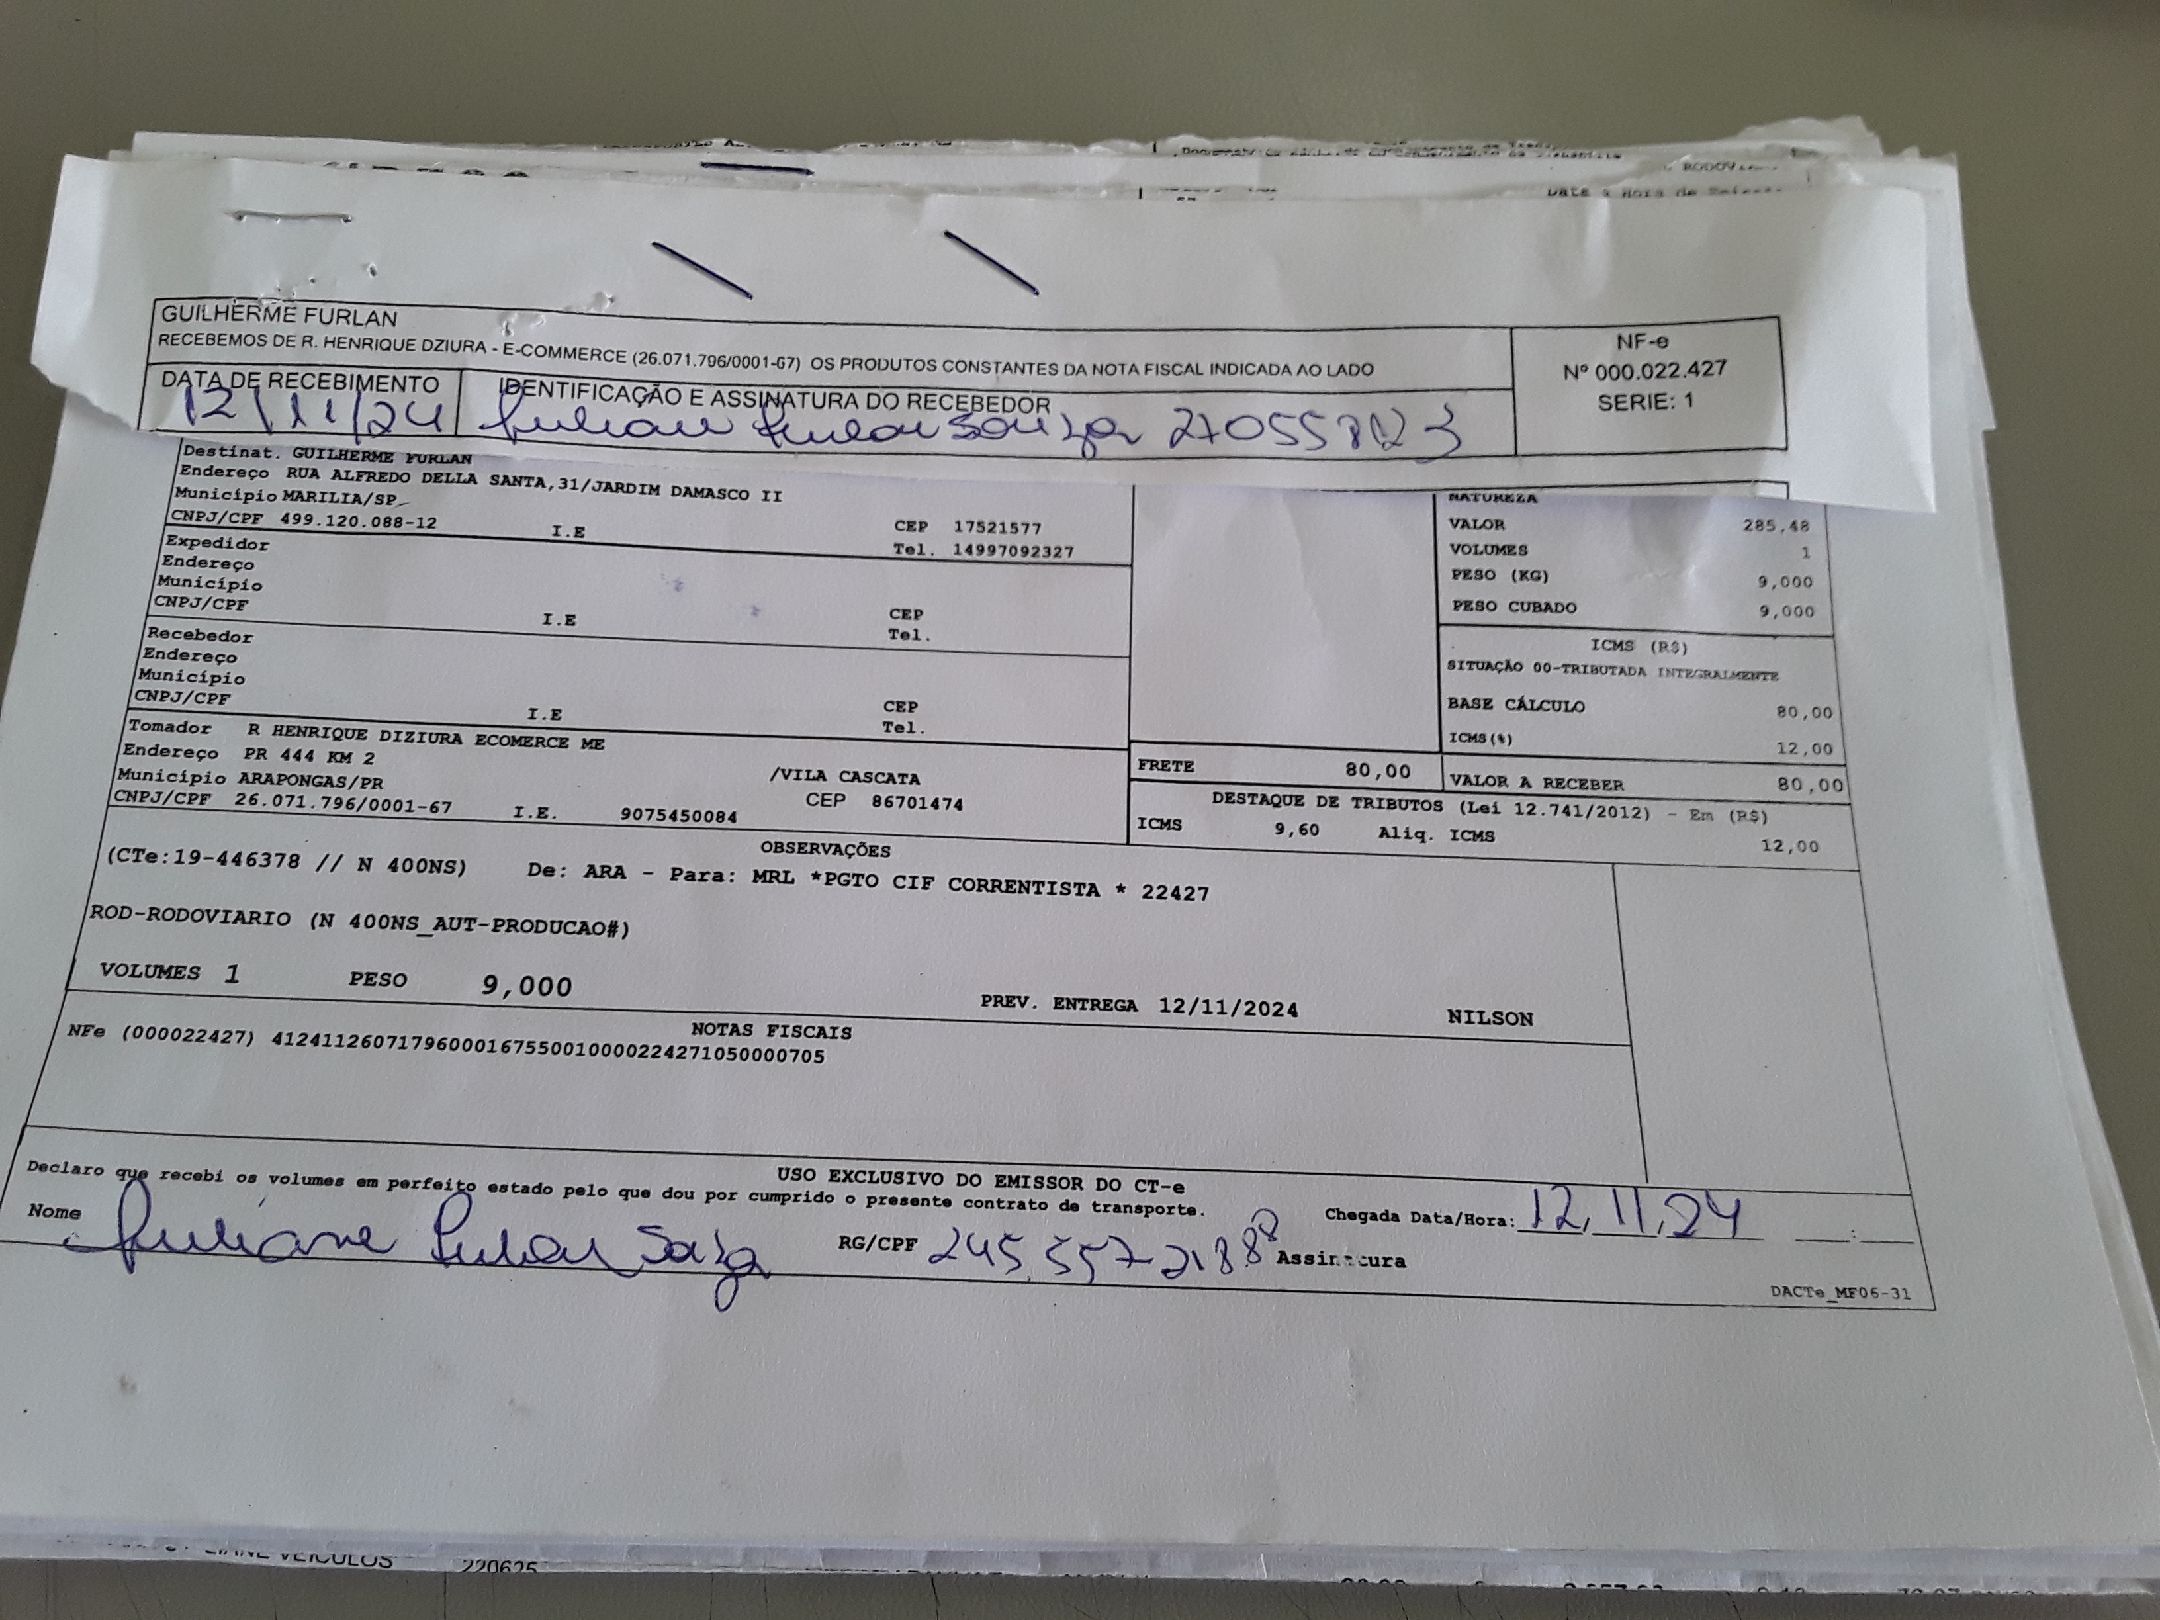 GUILHERME FURLAN
RECEBEMOS DE R. HENRIQUE DZIURA - E-COMMERCE (26.071.796/0001-67) OS PRODUTOS CONSTANTES DA NOTA FISCAL INDICADA AO LADO
NF-e
Nº 000.022.427
SERIE: 1
DATA DE RECEBIMENTO
12/11/24
IDENTIFICAÇÃO E ASSINATURA DO RECEBEDOR
Destinat. GUILHERME FURLAN
Endereço RUA ALFREDO DELLA SANTA,31/JARDIM DAMASCO II
Município MARILIA/SP
CNPJ/CPF 499.120.088-12 I.E CEP 17521577
Tel. 14997092327
Expedidor
Endereço
Município
CNPJ/CPF I.E CEP
Tel.
Recebedor
Endereço
Município
CNPJ/CPF I.E CEP
Tel.
Tomador R HENRIQUE DIZIURA ECOMERCE ME
Endereço PR 444 KM 2 /VILA CASCATA
Município ARAPONGAS/PR CEP 86701474
CNPJ/CPF 26.071.796/0001-67 I.E. 9075450084
NATUREZA
VALOR 285,48
VOLUMES 1
PESO (KG) 9,000
PESO CUBADO 9,000
ICMS (R$)
SITUAÇÃO 00-TRIBUTADA INTEGRALMENTE
BASE CÁLCULO 80,00
ICMS(%) 12,00
FRETE 80,00 VALOR A RECEBER 80,00
DESTAQUE DE TRIBUTOS (Lei 12.741/2012) - Em (R$)
ICMS 9,60 Aliq. ICMS 12,00
OBSERVAÇÕES
(CTe:19-446378 // N 400NS) De: ARA - Para: MRL *PGTO CIF CORRENTISTA * 22427
ROD-RODOVIARIO (N 400NS_AUT-PRODUCAO#)
VOLUMES 1 PESO 9,000 PREV. ENTREGA 12/11/2024 NILSON
NOTAS FISCAIS
NFe (000022427) 41241126071796000167550010000224271050000705
USO EXCLUSIVO DO EMISSOR DO CT-e
Declaro que recebi os volumes em perfeito estado pelo que dou por cumprido o presente contrato de transporte.
Chegada Data/Hora: 12.11.24
Nome Juliane RG/CPF Assinatura
DACTe_MF06-31
VEICULOS 220625